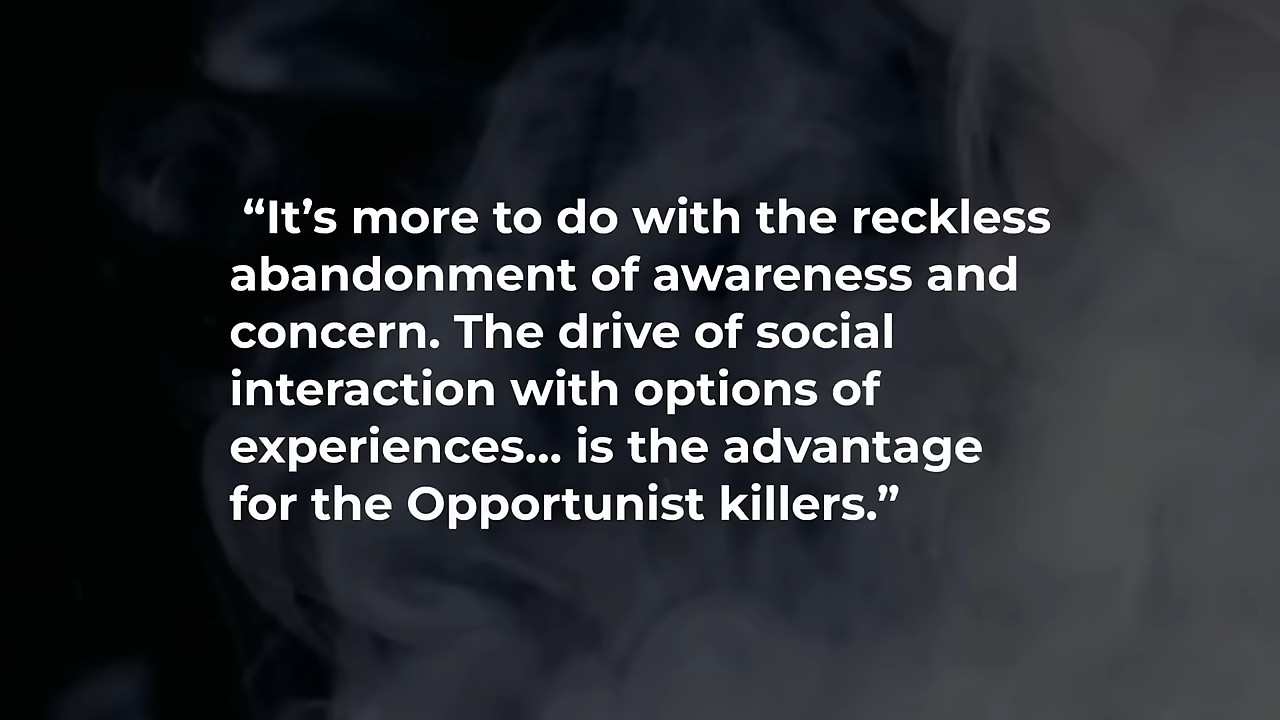 “It’s more to do with the reckless
abandonment of awareness and
concern. The drive of social
interaction with options of
experiences... is the advantage
for the Opportunist killers.”